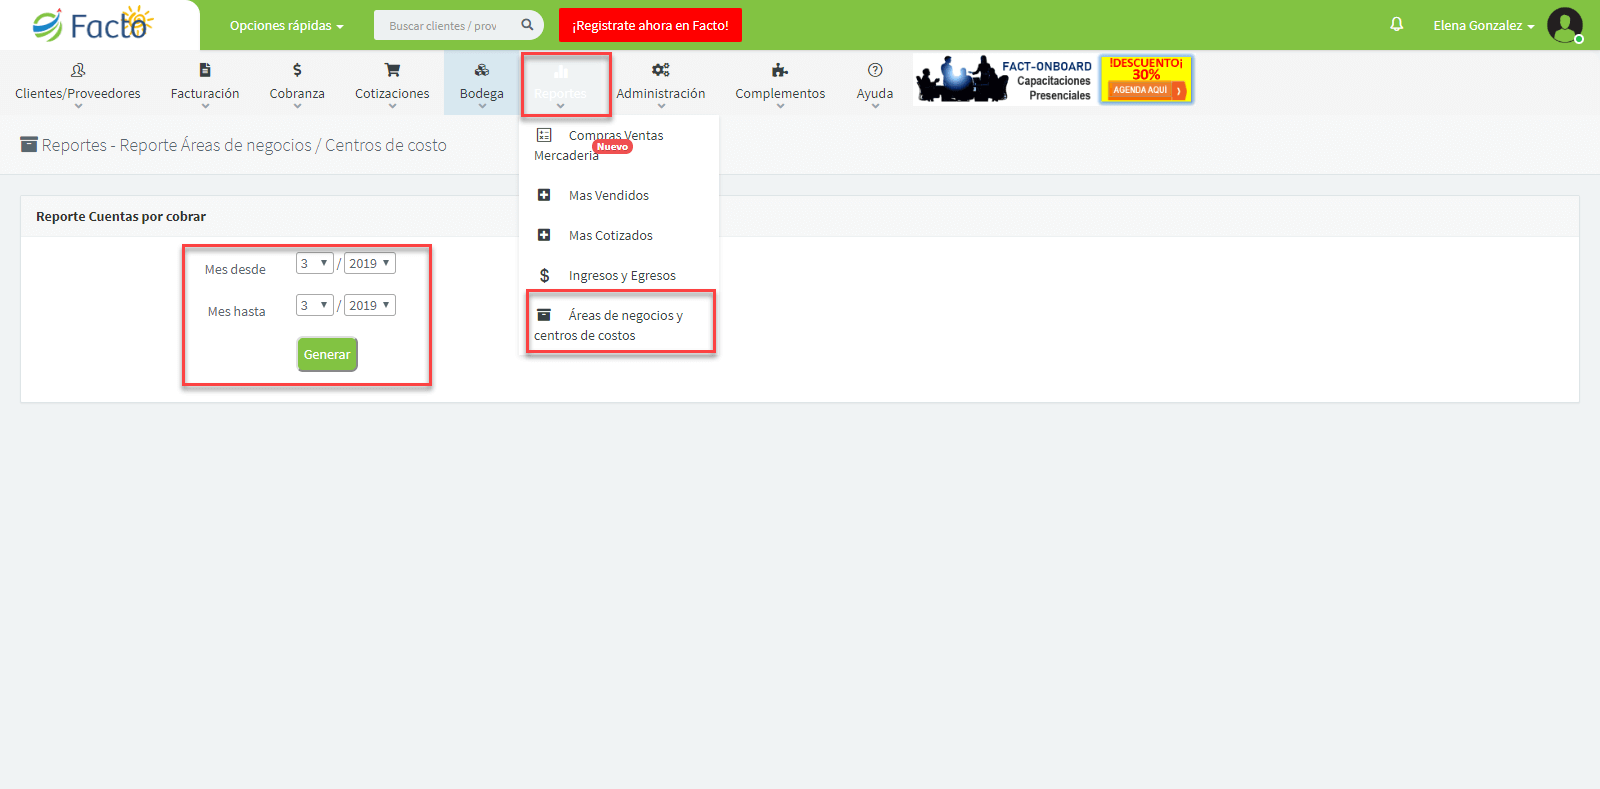 Facto
Opciones rápidas
Buscar clientes / prov
¡Registrate ahora en Facto!
Elena Gonzalez
Clientes/Proveedores
Facturación
Cobranza
Cotizaciones
Bodega
Reportes
Administración
Complementos
Ayuda
FACT-ONBOARD
Capacitaciones
Presenciales
!DESCUENTO¡
30%
AGENDA AQUI
Reportes - Reporte Áreas de negocios / Centros de costo
Compras Ventas
Mercadería
Nuevo
Mas Vendidos
Mas Cotizados
Ingresos y Egresos
Áreas de negocios y
centros de costos
Reporte Cuentas por cobrar
Mes desde 3 / 2019
Mes hasta 3 / 2019
Generar